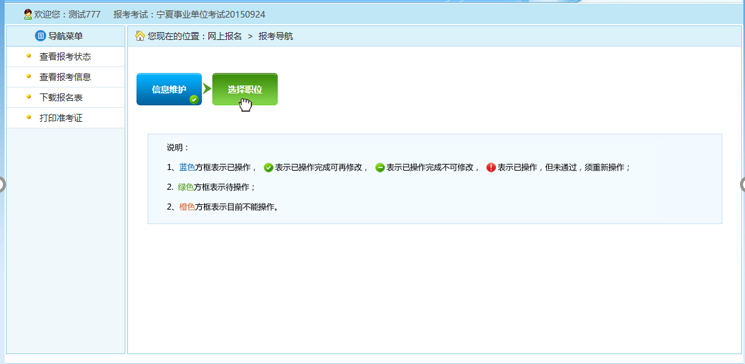 欢迎您：测试777 报考考试：宁夏事业单位考试20150924
导航菜单
查看报考状态
查看报考信息
下载报名表
打印准考证
您现在的位置：网上报名 > 报考导航
信息维护
选择职位
说明：
1、蓝色方框表示已操作， 表示已操作完成可再修改， 表示已操作完成不可修改， 表示已操作，但未通过，须重新操作；
2. 绿色方框表示待操作；
2、橙色方框表示目前不能操作。